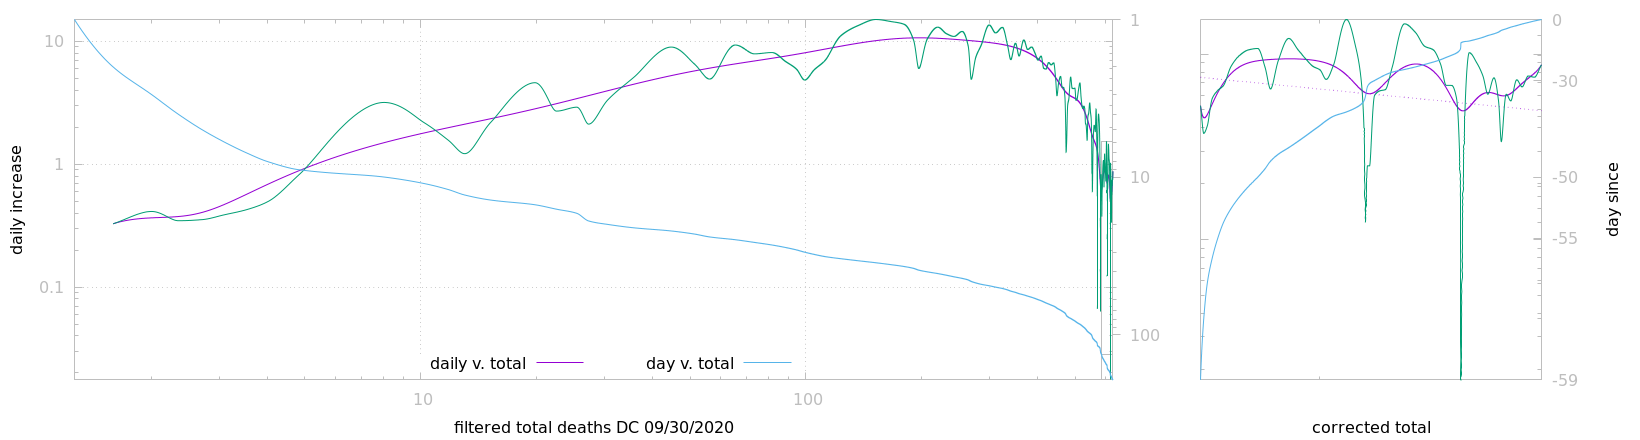 10
1
0.1
daily increase
daily v. total
day v. total
10
100
filtered total deaths DC 09/30/2020
1
10
100
0
-30
-50
-55
-59
day since
corrected total